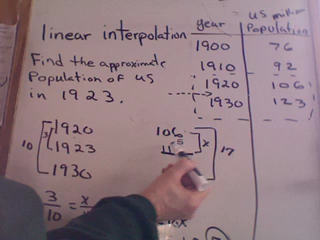 linear interpolation
Find the approximate
Population of US
in 1923.
year US million Population
1900 76
1910 92
1920 106
1930 123
1920 106
10 3 1923 x 17
1930
3/10 = x/